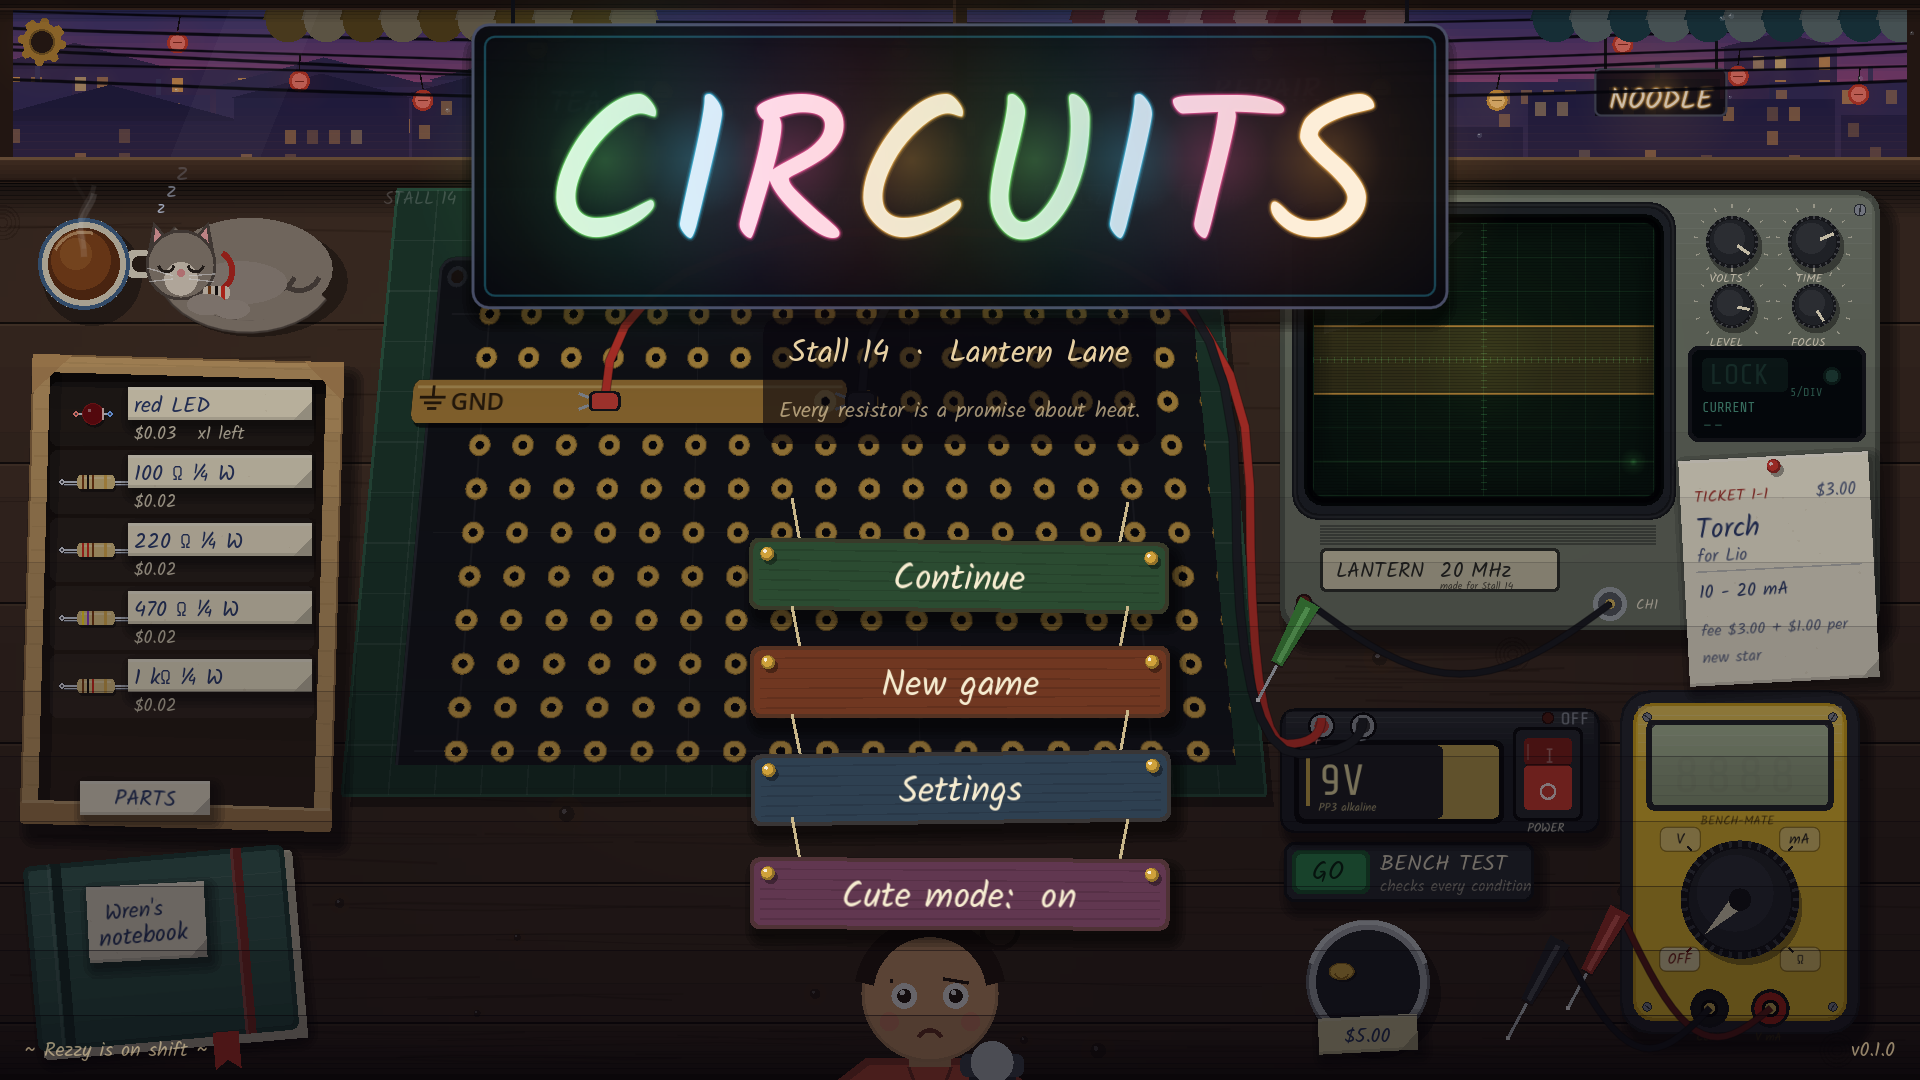 CIRCUITS
NOODLE
z
z
z
STALL 14
Stall 14 · Lantern Lane
Every resistor is a promise about heat.
GND
red LED
$0.03 x1 left
100 Ω ¼ W
$0.02
220 Ω ¼ W
$0.02
470 Ω ¼ W
$0.02
1 kΩ ¼ W
$0.02
PARTS
Wren's
notebook
~ Rezzy is on shift ~
Continue
New game
Settings
Cute mode: on
VOLTS
TIME
LEVEL
FOCUS
LOCK
S/DIV
CURRENT
--
LANTERN 20 MHz
made for Stall 14
CH1
TICKET 1-1
$3.00
Torch
for Lio
10 - 20 mA
fee $3.00 + $1.00 per
new star
OFF
9V
PP3 alkaline
I
POWER
GO
BENCH TEST
checks every condition
$5.00
BENCH-MATE
V
mA
OFF
Ω
v0.1.0